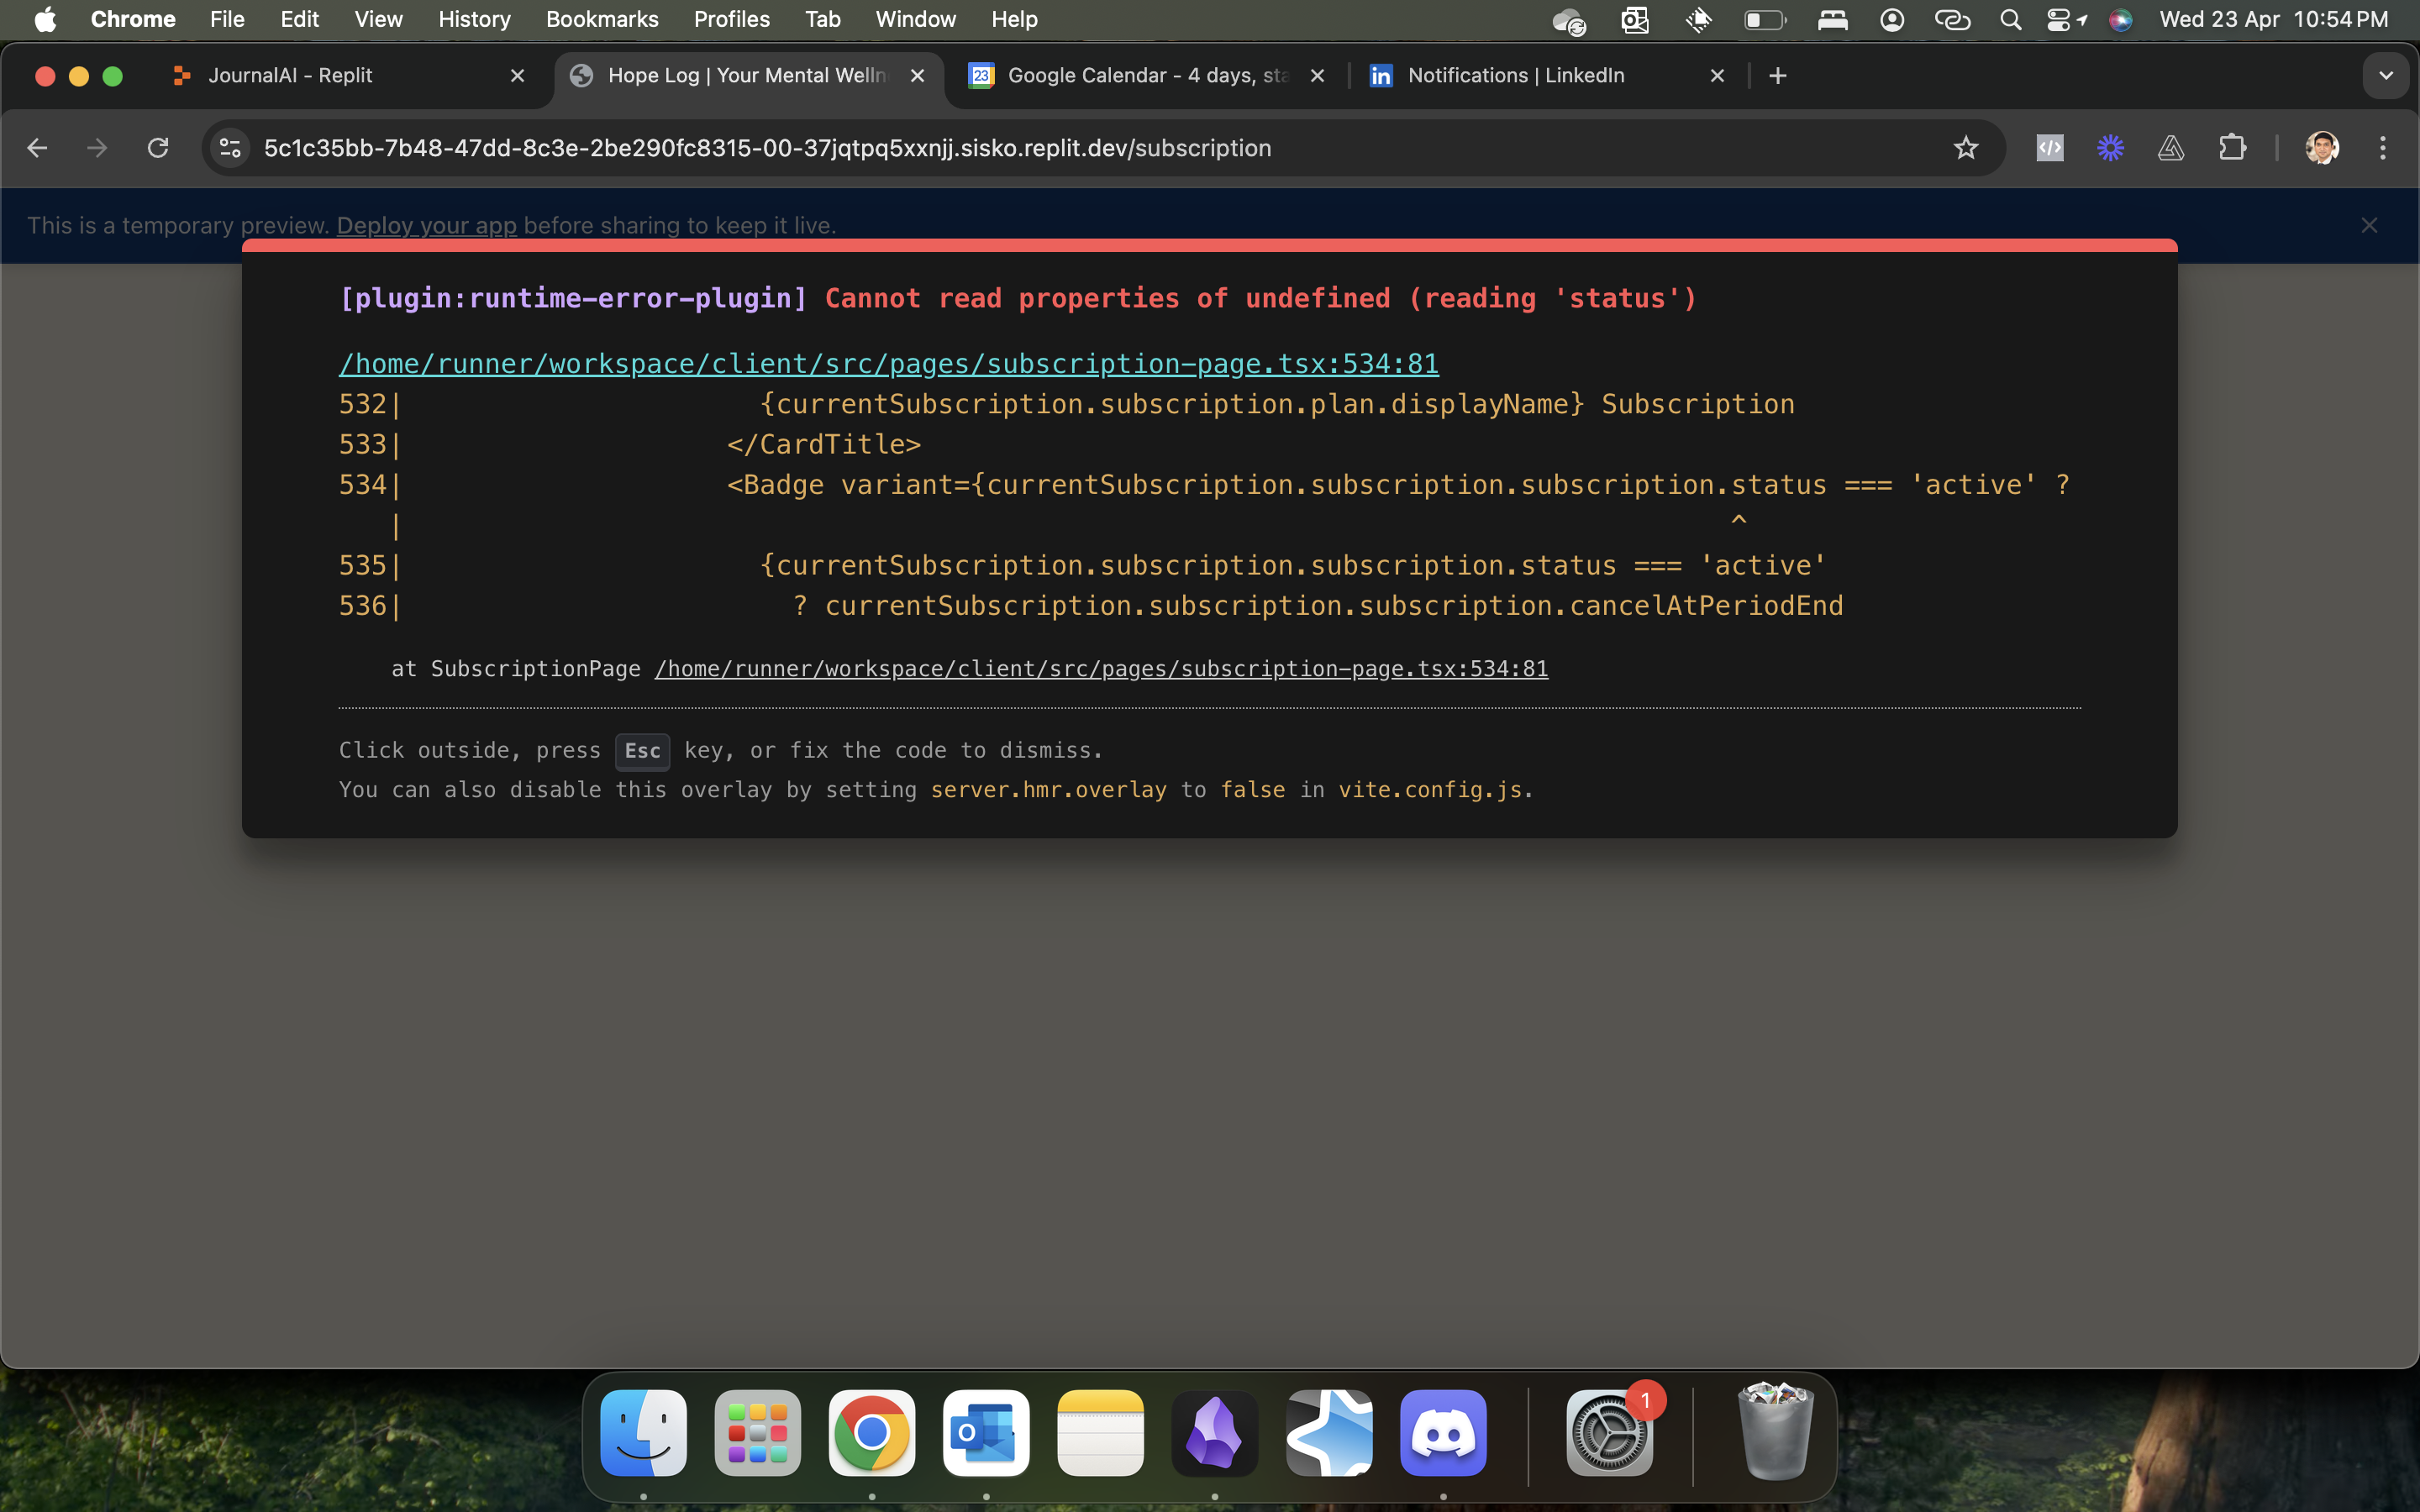 Chrome File Edit View History Bookmarks Profiles Tab Window Help Wed 23 Apr 10:54 PM
JournalAI - Replit Hope Log | Your Mental Welln 23 Google Calendar - 4 days, sta in Notifications | LinkedIn
5c1c35bb-7b48-47dd-8c3e-2be290fc8315-00-37jqtpq5xxnjj.sisko.replit.dev/subscription
This is a temporary preview. Deploy your app before sharing to keep it live.
[plugin:runtime-error-plugin] Cannot read properties of undefined (reading 'status')
/home/runner/workspace/client/src/pages/subscription-page.tsx:534:81
532| {currentSubscription.subscription.plan.displayName} Subscription
533| </CardTitle>
534| <Badge variant={currentSubscription.subscription.subscription.status === 'active' ?
| ^
535| {currentSubscription.subscription.subscription.status === 'active'
536| ? currentSubscription.subscription.subscription.cancelAtPeriodEnd
at SubscriptionPage /home/runner/workspace/client/src/pages/subscription-page.tsx:534:81
Click outside, press Esc key, or fix the code to dismiss.
You can also disable this overlay by setting server.hmr.overlay to false in vite.config.js.
1